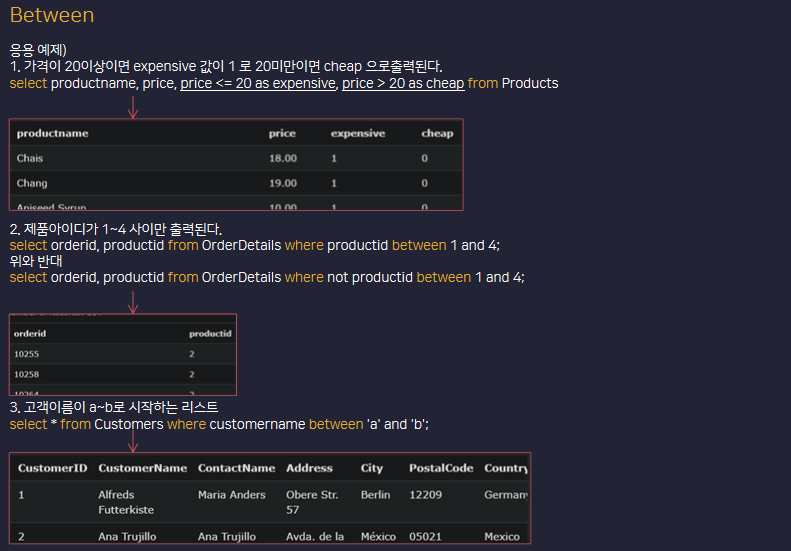 Between
응용 예제)
1. 가격이 20이상이면 expensive 값이 1 로 20미만이면 cheap 으로출력된다.
select productname, price, price <= 20 as expensive, price > 20 as cheap from Products
productname price expensive cheap
Chais 18.00 1 0
Chang 19.00 1 0
Aniseed Syrup 10.00 1 0
2. 제품아이디가 1~4 사이만 출력된다.
select orderid, productid from OrderDetails where productid between 1 and 4;
위와 반대
select orderid, productid from OrderDetails where not productid between 1 and 4;
orderid productid
10255 2
10258 2
10264 2
3. 고객이름이 a~b로 시작하는 리스트
select * from Customers where customername between 'a' and 'b';
CustomerID CustomerName ContactName Address City PostalCode Country
1 Alfreds Futterkiste Maria Anders Obere Str. 57 Berlin 12209 German
2 Ana Trujillo Ana Trujillo Avda. de la México 05021 Mexico